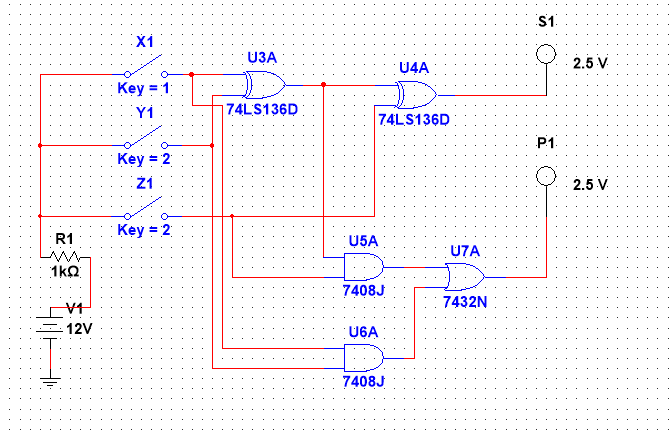 X1
Key = 1
Y1
Key = 2
Z1
Key = 2
R1
1kΩ
V1
12V
U3A
74LS136D
U4A
74LS136D
U5A
7408J
U6A
7408J
U7A
7432N
S1
2.5 V
P1
2.5 V